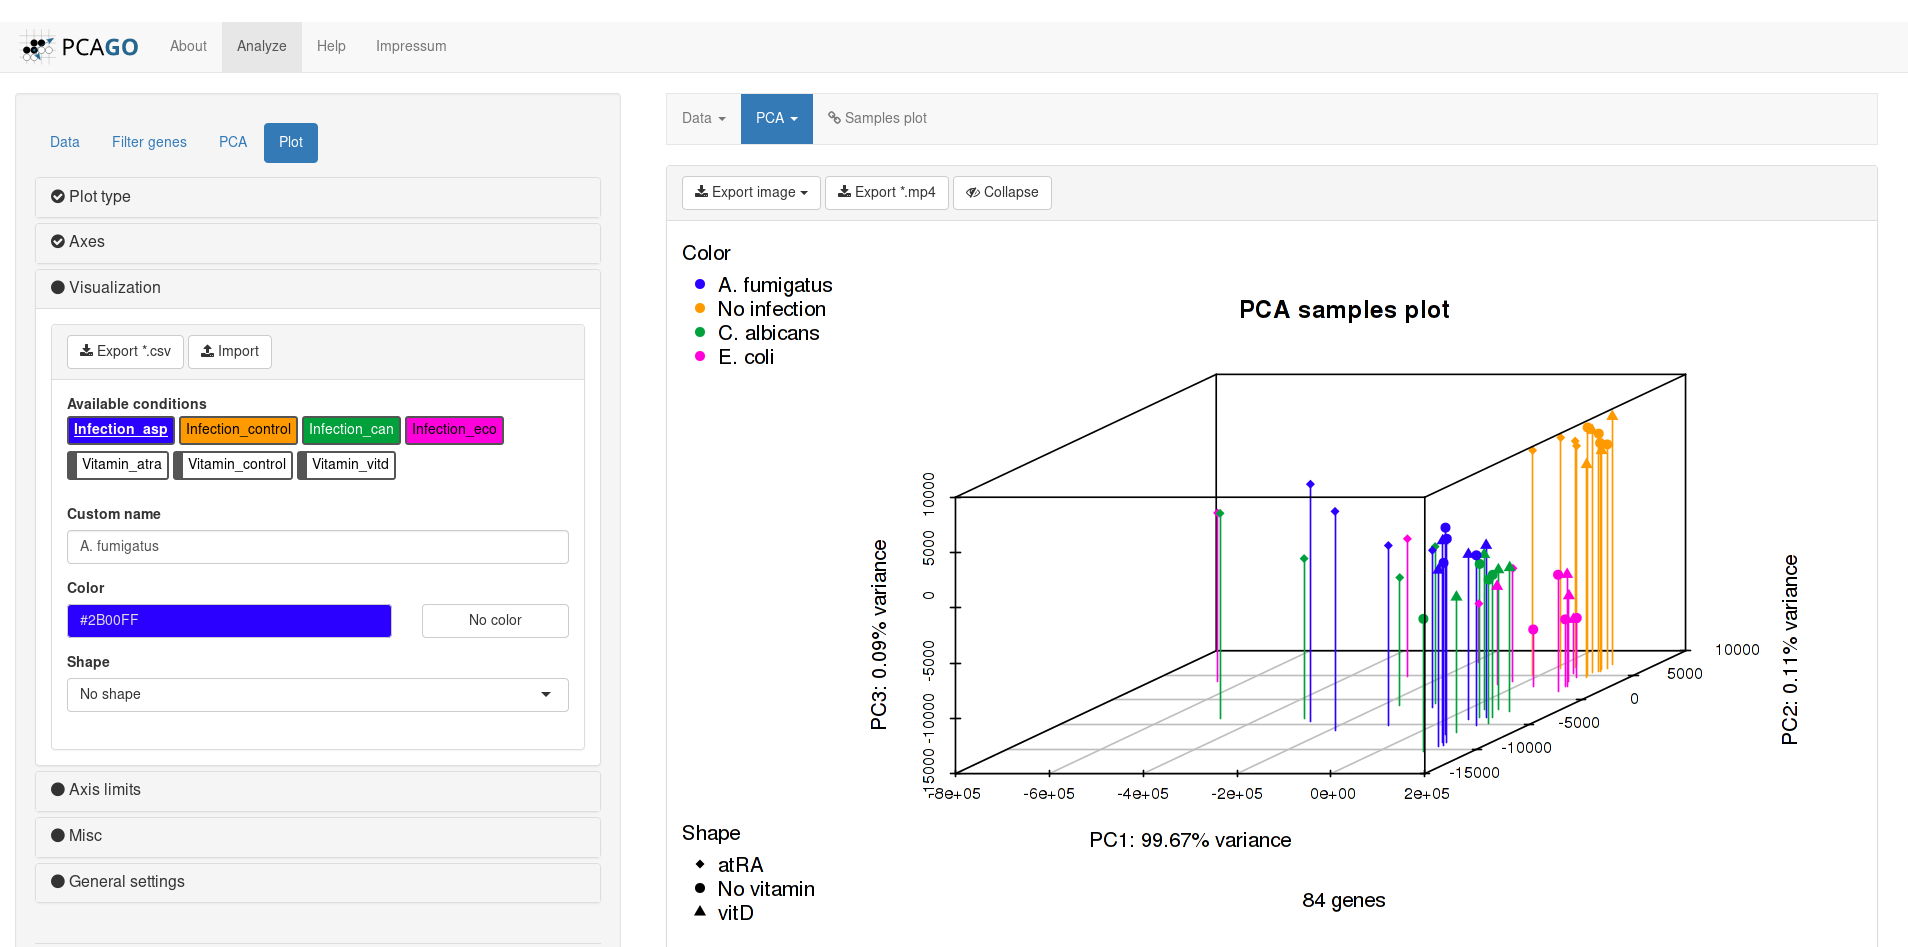 PCAGO About Analyze Help Impressum
Data Filter genes PCA Plot
Plot type
Axes
Visualization
Export *.csv Import
Available conditions
Infection_asp Infection_control Infection_can Infection_eco
Vitamin_atra Vitamin_control Vitamin_vitd
Custom name
A. fumigatus
Color
#2B00FF No color
Shape
No shape
Axis limits
Misc
General settings
Data PCA Samples plot
Export image Export *.mp4 Collapse
Color
A. fumigatus
No infection
C. albicans
E. coli
PCA samples plot
PC3: 0.09% variance
10000
5000
0
-5000
-10000
-15000
-8e+05 -6e+05 -4e+05 -2e+05 0e+00 2e+05
PC1: 99.67% variance
10000
5000
0
-5000
-10000
-15000
PC2: 0.11% variance
Shape
atRA
No vitamin
vitD
84 genes